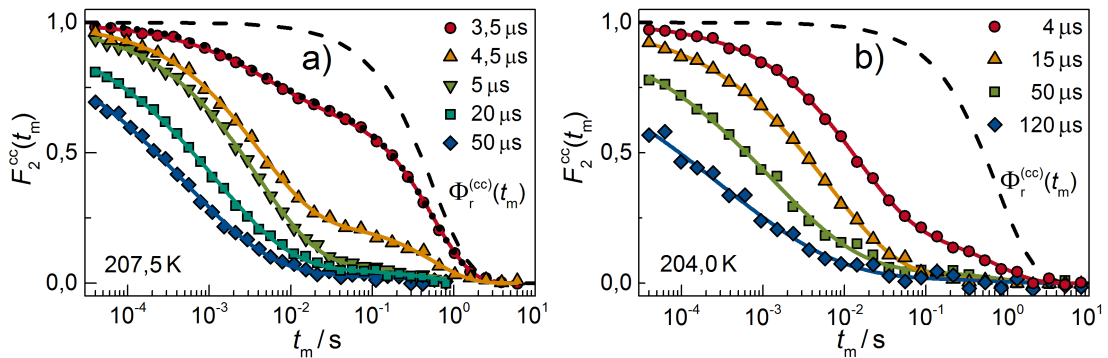 a)
1,0
0,5
0,0
F₂ᶜᶜ(tₘ)
3,5 μs
4,5 μs
5 μs
20 μs
50 μs
Φᵣ⁽ᶜᶜ⁾(tₘ)
207,5 K
10⁻⁴ 10⁻³ 10⁻² 10⁻¹ 10⁰ 10¹
tₘ / s
b)
1,0
0,5
0,0
F₂ᶜᶜ(tₘ)
4 μs
15 μs
50 μs
120 μs
Φᵣ⁽ᶜᶜ⁾(tₘ)
204,0 K
10⁻⁴ 10⁻³ 10⁻² 10⁻¹ 10⁰ 10¹
tₘ / s